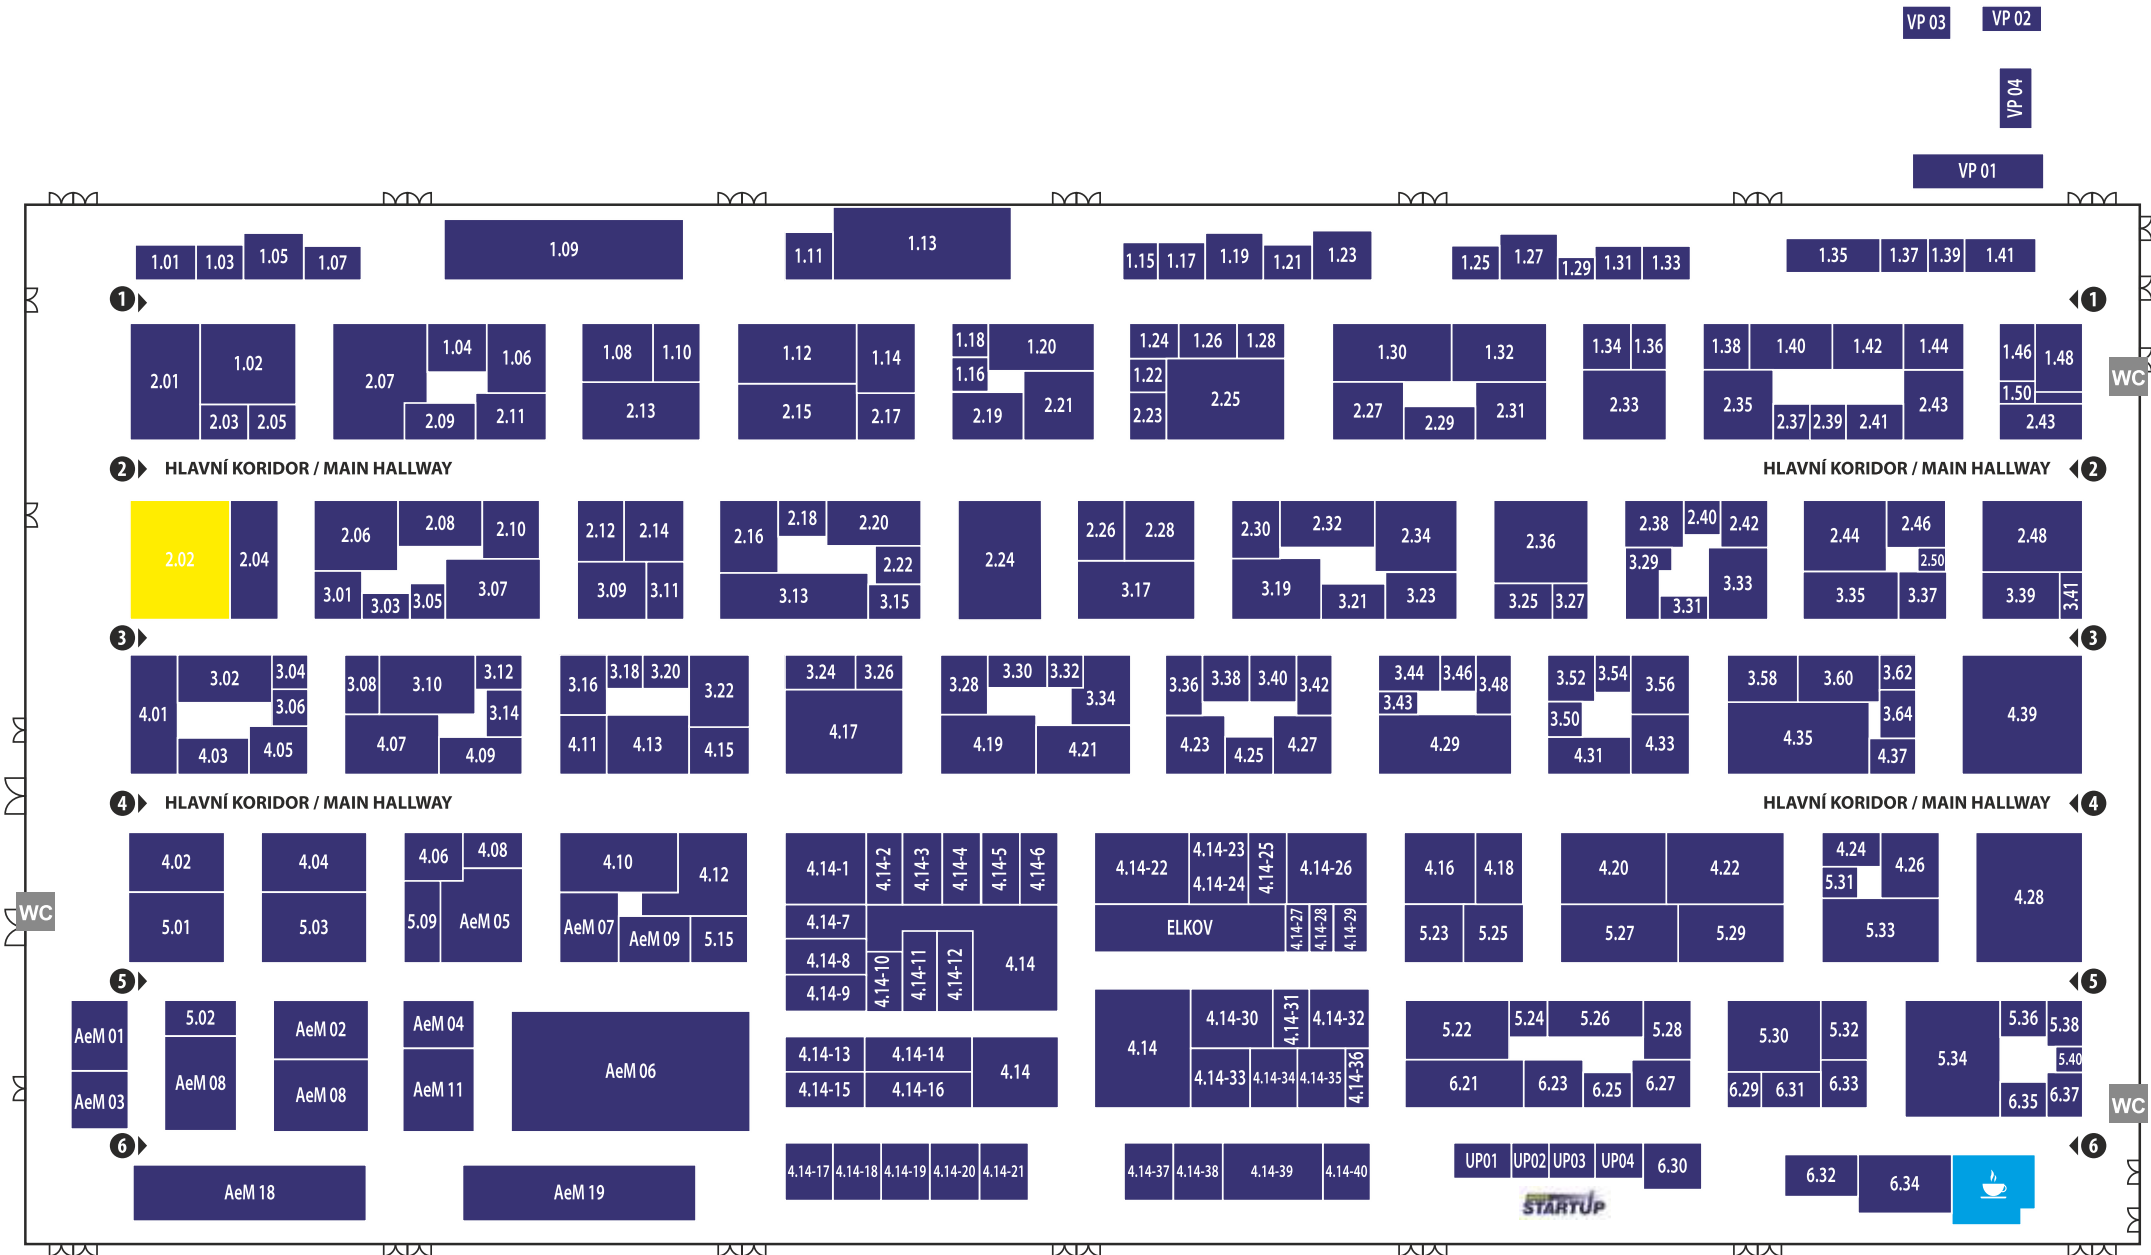 VP 03 VP 02
VP 04
VP 01
1.01 1.03 1.05 1.07 1.09 1.11 1.13 1.15 1.17 1.19 1.21 1.23 1.25 1.27 1.29 1.31 1.33 1.35 1.37 1.39 1.41
1 1
2.01 1.02 2.07 1.04 1.06 1.08 1.10 1.12 1.14 1.18 1.20 1.24 1.26 1.28 1.30 1.32 1.34 1.36 1.38 1.40 1.42 1.44 1.46 1.48
1.16 1.22 1.50
WC
2.03 2.05 2.09 2.11 2.13 2.15 2.17 2.19 2.21 2.23 2.25 2.27 2.29 2.31 2.33 2.35 2.37 2.39 2.41 2.43 2.43
2 HLAVNÍ KORIDOR / MAIN HALLWAY HLAVNÍ KORIDOR / MAIN HALLWAY 2
2.02 2.04 2.06 2.08 2.10 2.12 2.14 2.16 2.18 2.20 2.24 2.26 2.28 2.30 2.32 2.34 2.36 2.38 2.40 2.42 2.44 2.46 2.48
2.22 3.29 2.50
3.01 3.03 3.05 3.07 3.09 3.11 3.13 3.15 3.17 3.19 3.21 3.23 3.25 3.27 3.31 3.33 3.35 3.37 3.39 3.41
3 3
4.01 3.02 3.04 3.08 3.10 3.12 3.16 3.18 3.20 3.22 3.24 3.26 3.28 3.30 3.32 3.34 3.36 3.38 3.40 3.42 3.44 3.46 3.48 3.52 3.54 3.56 3.58 3.60 3.62 4.39
3.06 3.14 3.43 3.50 3.64
4.03 4.05 4.07 4.09 4.11 4.13 4.15 4.17 4.19 4.21 4.23 4.25 4.27 4.29 4.31 4.33 4.35 4.37
4 HLAVNÍ KORIDOR / MAIN HALLWAY HLAVNÍ KORIDOR / MAIN HALLWAY 4
4.02 4.04 4.06 4.08 4.10 4.12 4.14-1 4.14-2 4.14-3 4.14-4 4.14-5 4.14-6 4.14-22 4.14-23 4.14-25 4.14-26 4.16 4.18 4.20 4.22 4.24 4.26 4.28
4.14-24 5.31
WC
5.01 5.03 5.09 AeM 05 AeM 07 AeM 09 5.15 4.14-7 ELKOV 4.14-27 4.14-28 4.14-29 5.23 5.25 5.27 5.29 5.33
4.14-8 4.14-10 4.14-11 4.14-12 4.14
4.14-9
5 5
AeM 01 5.02 AeM 02 AeM 04 AeM 06 4.14 4.14-30 4.14-31 4.14-32 5.22 5.24 5.26 5.28 5.30 5.32 5.34 5.36 5.38
4.14-13 4.14-14 4.14 5.40
AeM 03 AeM 08 AeM 08 AeM 11 4.14-15 4.14-16 4.14-33 4.14-34 4.14-35 4.14-36 6.21 6.23 6.25 6.27 6.29 6.31 6.33 6.35 6.37
WC
6 6
AeM 18 AeM 19 4.14-17 4.14-18 4.14-19 4.14-20 4.14-21 4.14-37 4.14-38 4.14-39 4.14-40 UP01 UP02 UP03 UP04 6.30 6.32 6.34
STARTUP